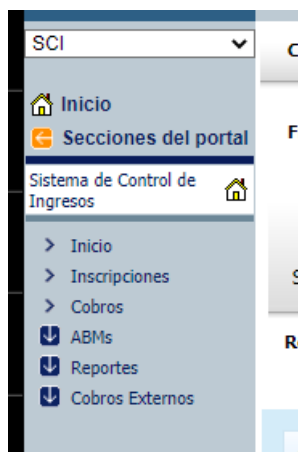 SCI
Inicio
Secciones del portal
Sistema de Control de
Ingresos
Inicio
Inscripciones
Cobros
ABMs
Reportes
Cobros Externos